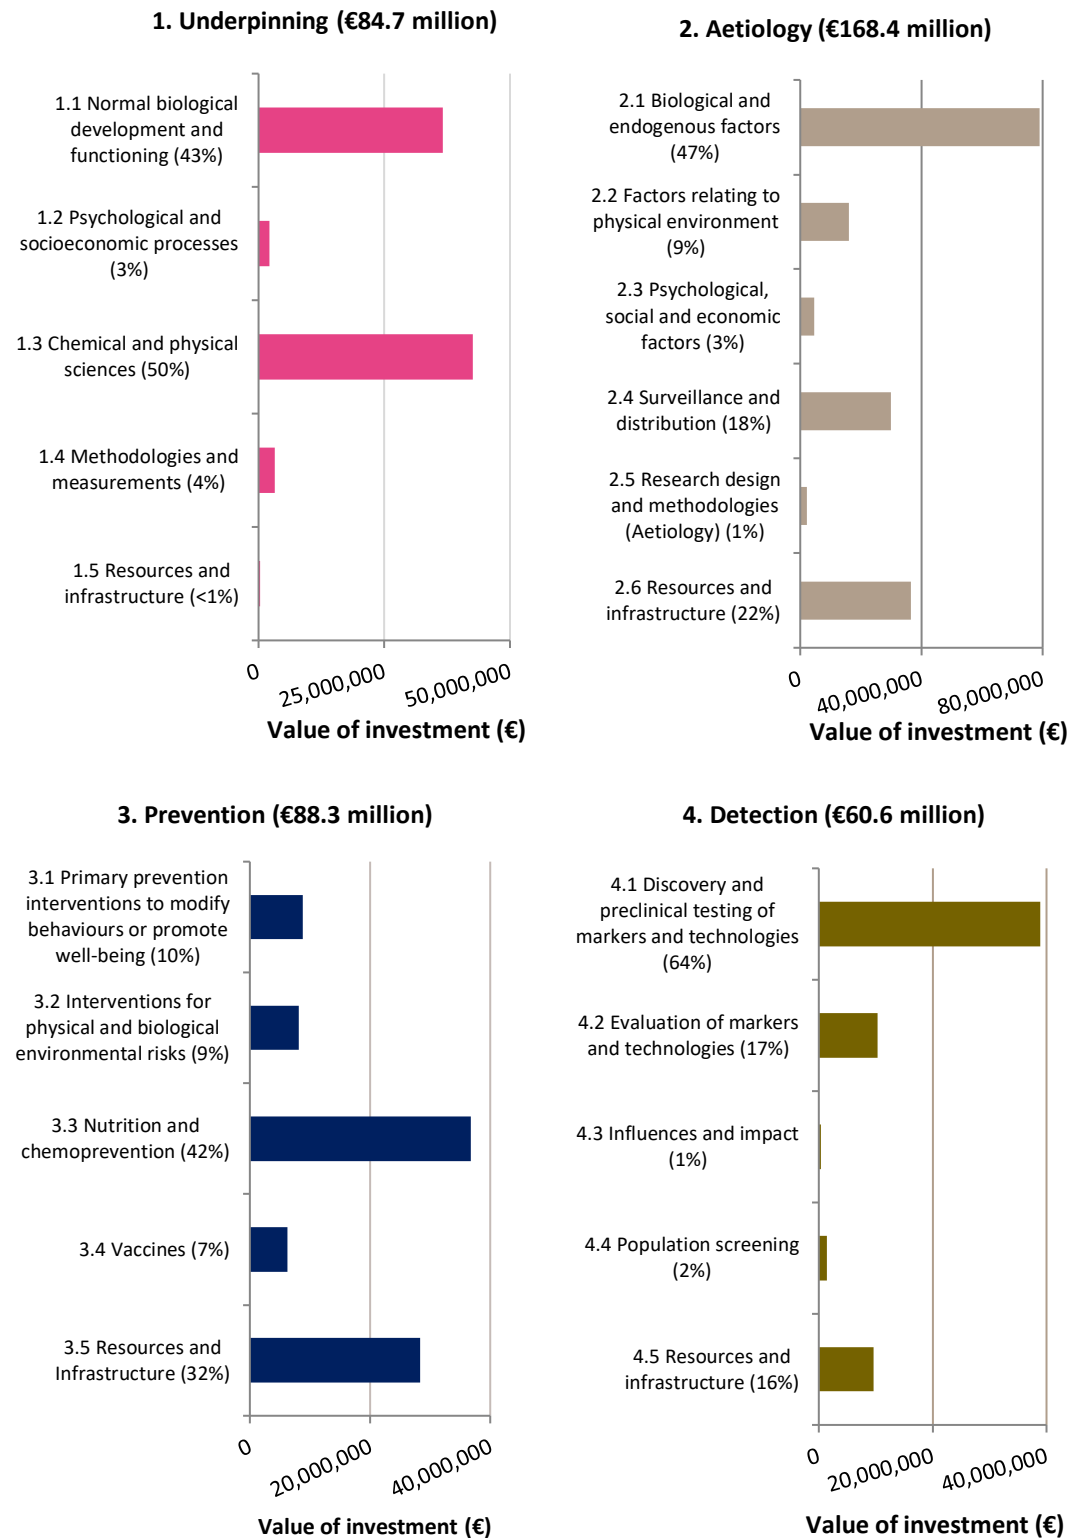 1. Underpinning (€84.7 million)
1.1 Normal biological
development and
functioning (43%)
1.2 Psychological and
socioeconomic processes
(3%)
1.3 Chemical and physical
sciences (50%)
1.4 Methodologies and
measurements (4%)
1.5 Resources and
infrastructure (<1%)
0
25,000,000
50,000,000
Value of investment (€)
2. Aetiology (€168.4 million)
2.1 Biological and
endogenous factors
(47%)
2.2 Factors relating to
physical environment
(9%)
2.3 Psychological,
social and economic
factors (3%)
2.4 Surveillance and
distribution (18%)
2.5 Research design
and methodologies
(Aetiology) (1%)
2.6 Resources and
infrastructure (22%)
0
40,000,000
80,000,000
Value of investment (€)
3. Prevention (€88.3 million)
3.1 Primary prevention
interventions to modify
behaviours or promote
well-being (10%)
3.2 Interventions for
physical and biological
environmental risks (9%)
3.3 Nutrition and
chemoprevention (42%)
3.4 Vaccines (7%)
3.5 Resources and
Infrastructure (32%)
0
20,000,000
40,000,000
Value of investment (€)
4. Detection (€60.6 million)
4.1 Discovery and
preclinical testing of
markers and technologies
(64%)
4.2 Evaluation of markers
and technologies (17%)
4.3 Influences and impact
(1%)
4.4 Population screening
(2%)
4.5 Resources and
infrastructure (16%)
0
20,000,000
40,000,000
Value of investment (€)